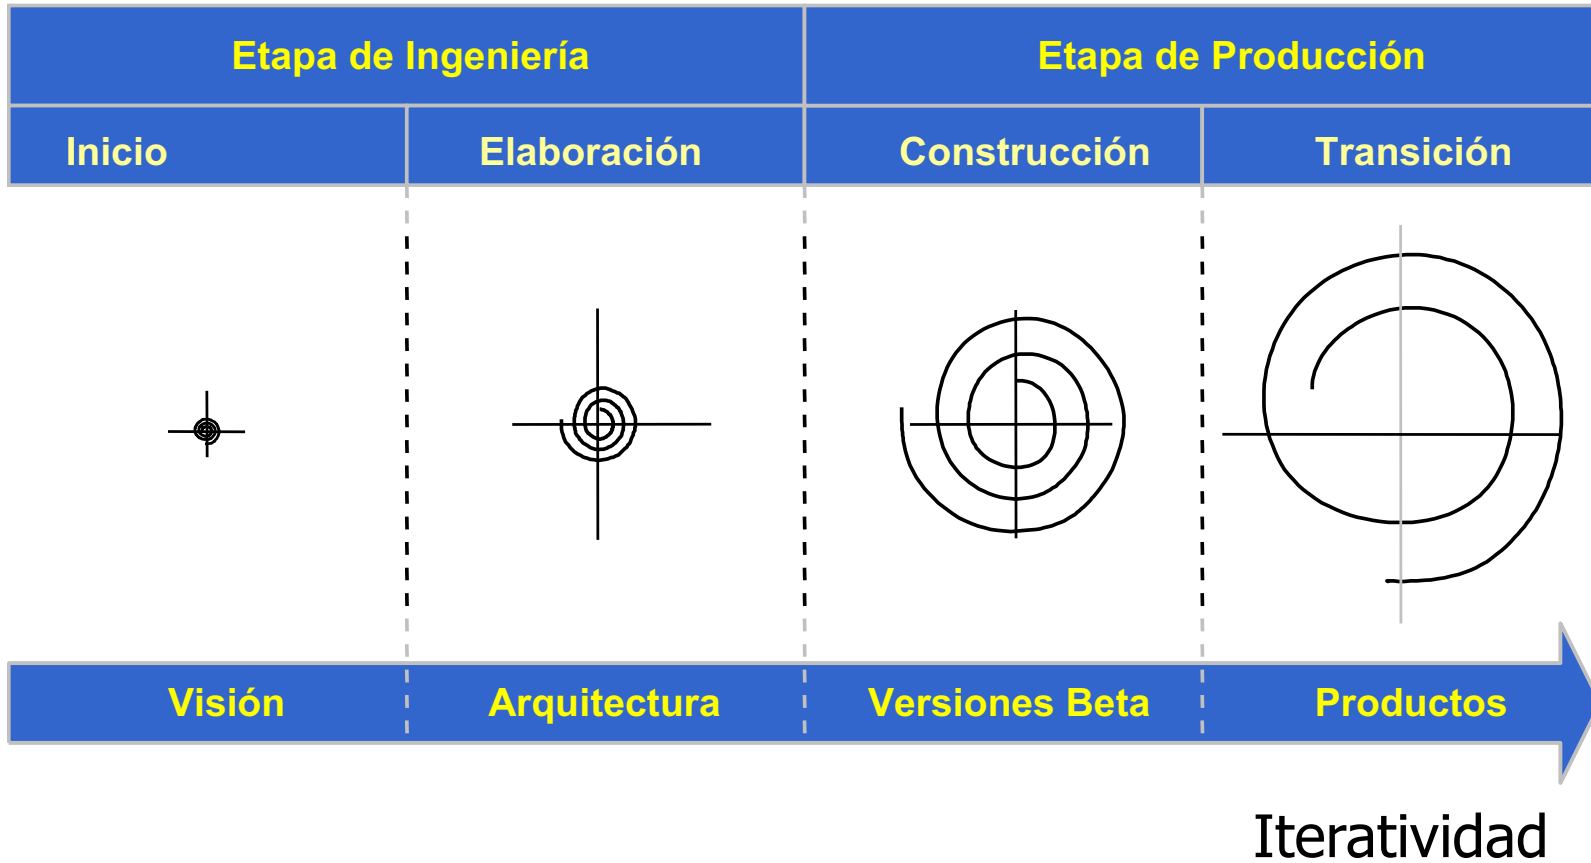 Etapa de Ingeniería
Etapa de Producción
Inicio
Elaboración
Construcción
Transición
Visión
Arquitectura
Versiones Beta
Productos
Iteratividad